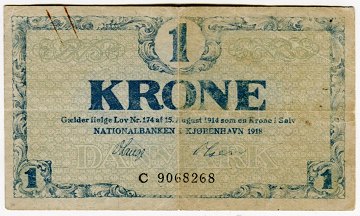 1
KRONE
Gælder ifølge Lov Nr. 174 af 15. August 1914 som en Krone i Sølv
NATIONALBANKEN I KJØBENHAVN 1918
1 C 9068268 1